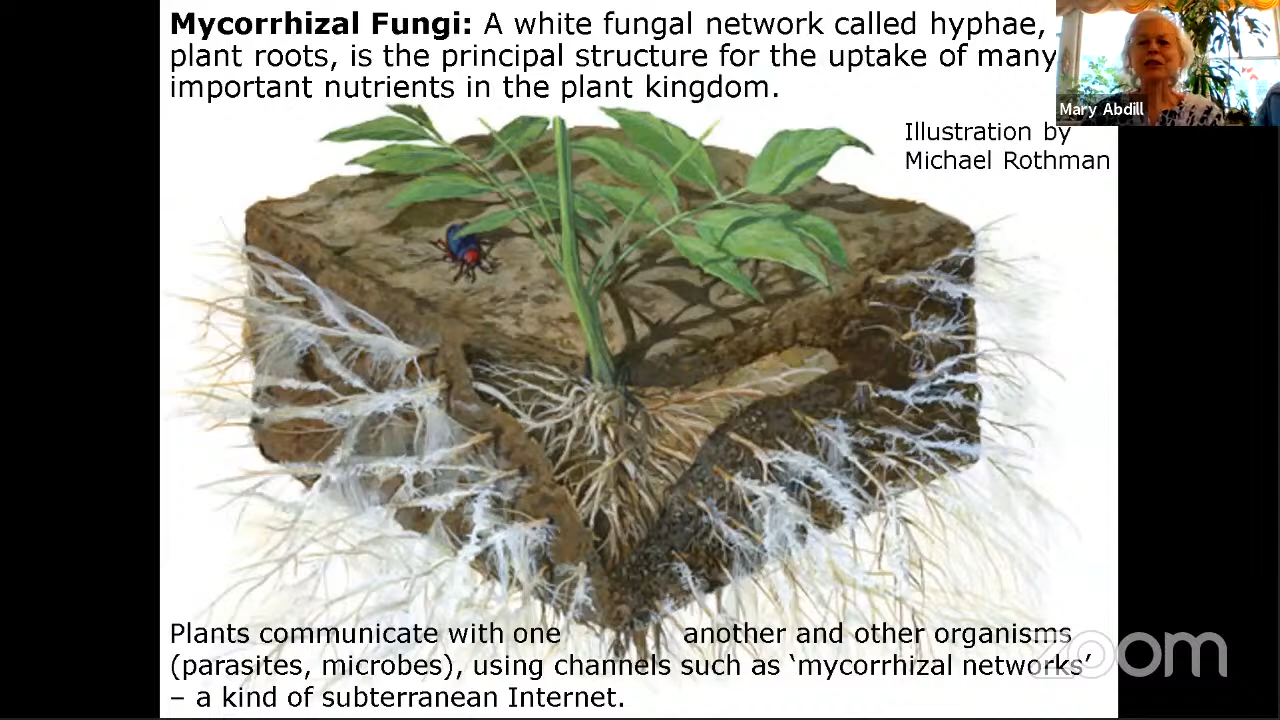 Mycorrhizal Fungi: A white fungal network called hyphae,
plant roots, is the principal structure for the uptake of many
important nutrients in the plant kingdom.
Mary Abdill
Illustration by
Michael Rothman
Plants communicate with one another and other organisms
(parasites, microbes), using channels such as ‘mycorrhizal networks’
– a kind of subterranean Internet.
zoom